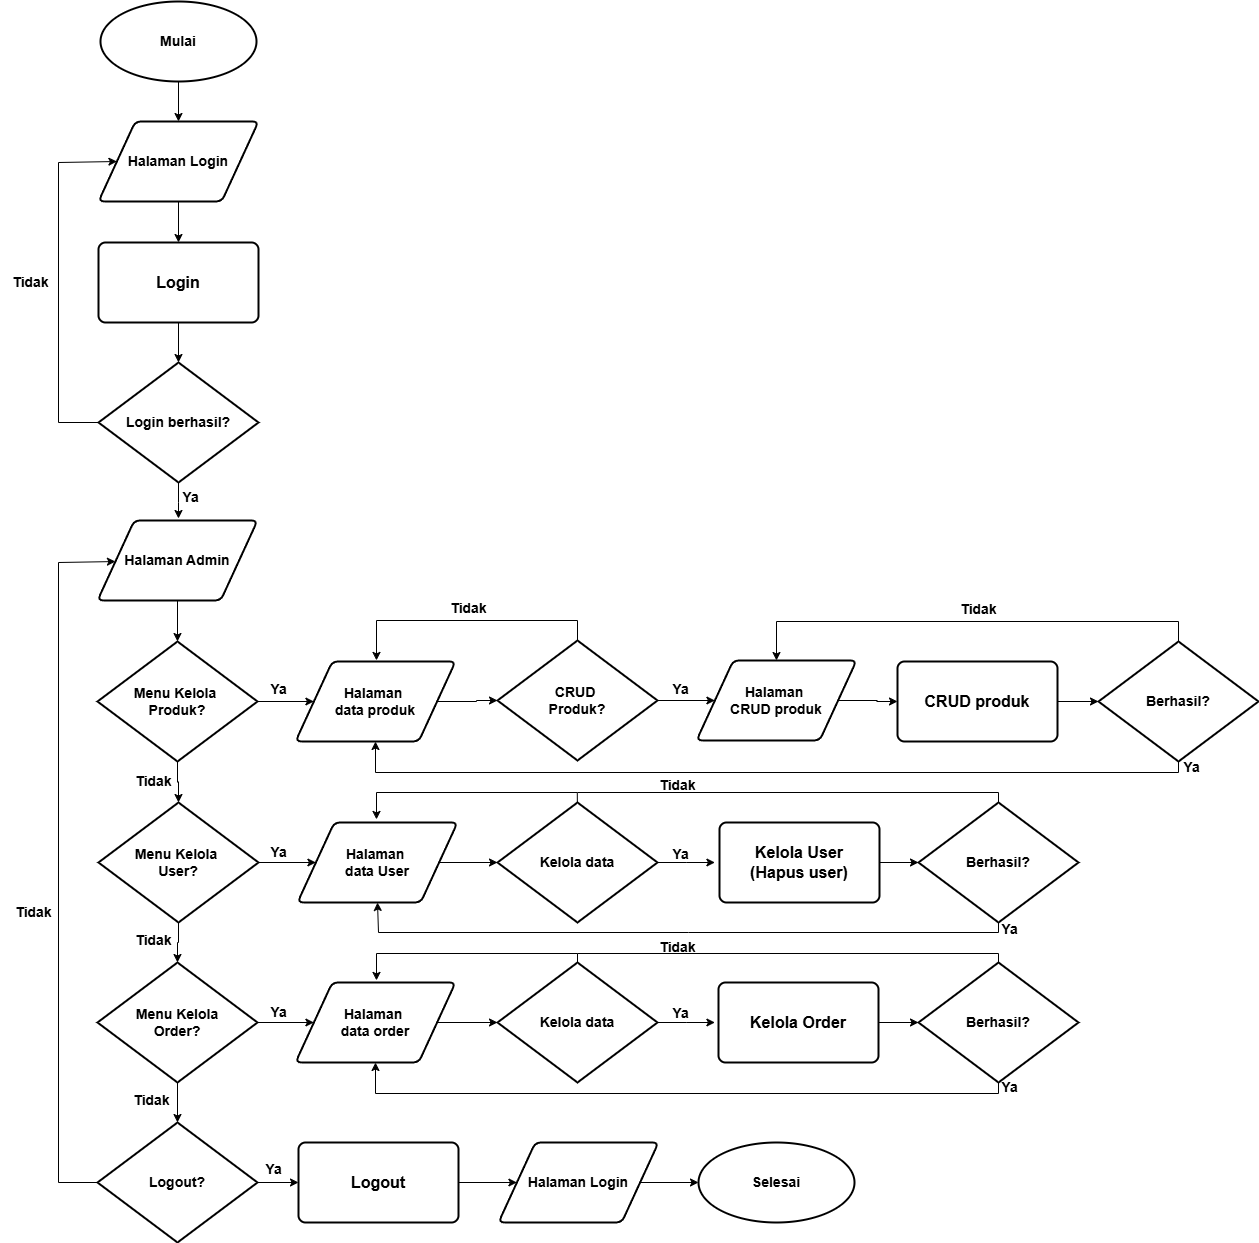 Mulai
Halaman Login
Tidak
Login
Login berhasil?
Ya
Halaman Admin
Tidak
Tidak
Menu Kelola
Produk?
Ya
Halaman
data produk
CRUD
Produk?
Ya
Halaman
CRUD produk
CRUD produk
Berhasil?
Ya
Tidak
Tidak
Menu Kelola
User?
Ya
Halaman
data User
Kelola data
Ya
Kelola User
(Hapus user)
Berhasil?
Ya
Tidak
Tidak
Tidak
Menu Kelola
Order?
Ya
Halaman
data order
Kelola data
Ya
Kelola Order
Berhasil?
Ya
Tidak
Logout?
Ya
Logout
Halaman Login
Selesai